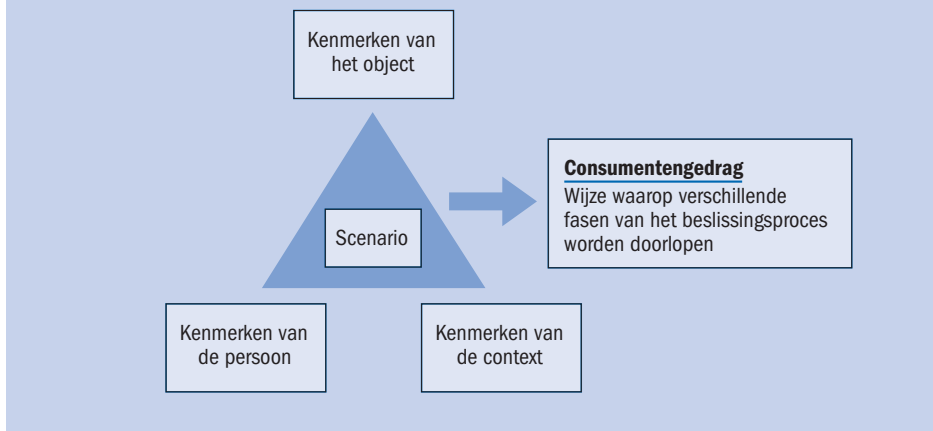 Kenmerken van
het object
Consumentengedrag
Wijze waarop verschillende
fasen van het beslissingsproces
worden doorlopen
Scenario
Kenmerken van
de persoon
Kenmerken van
de context